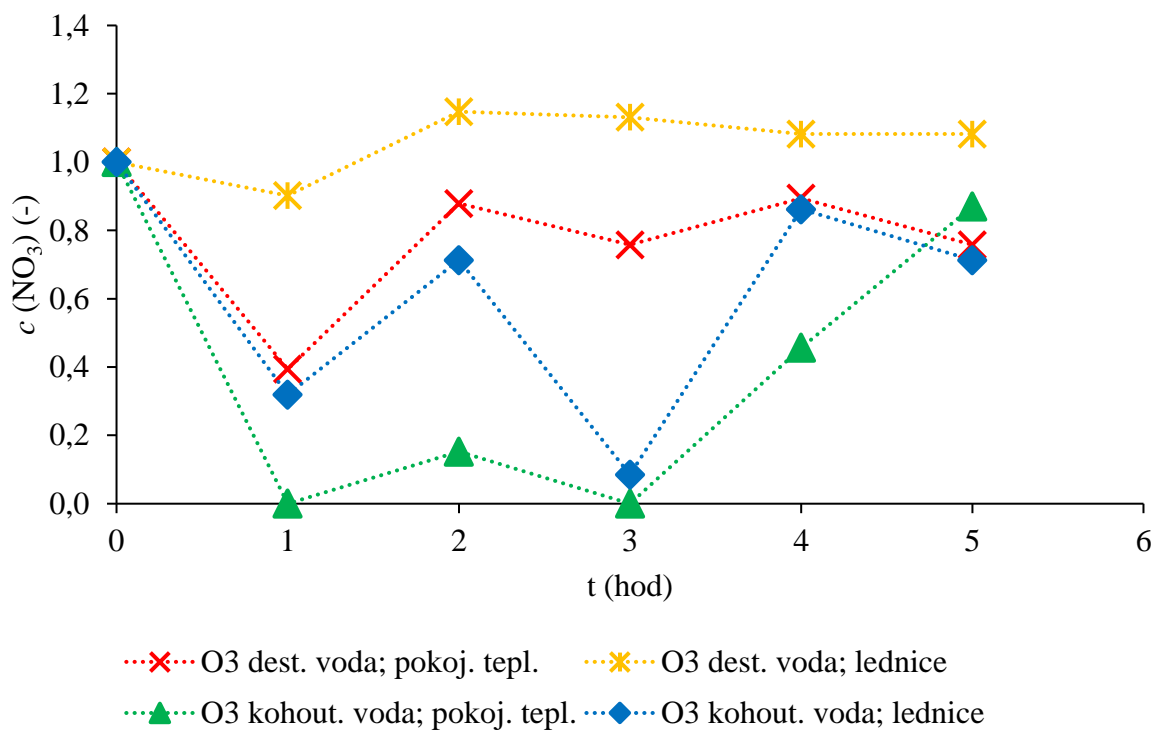 1,4
1,2
1,0
0,8
0,6
0,4
0,2
0,0
c (NO3) (-)
0 1 2 3 4 5 6
t (hod)
O3 dest. voda; pokoj. tepl. O3 dest. voda; lednice
O3 kohout. voda; pokoj. tepl. O3 kohout. voda; lednice